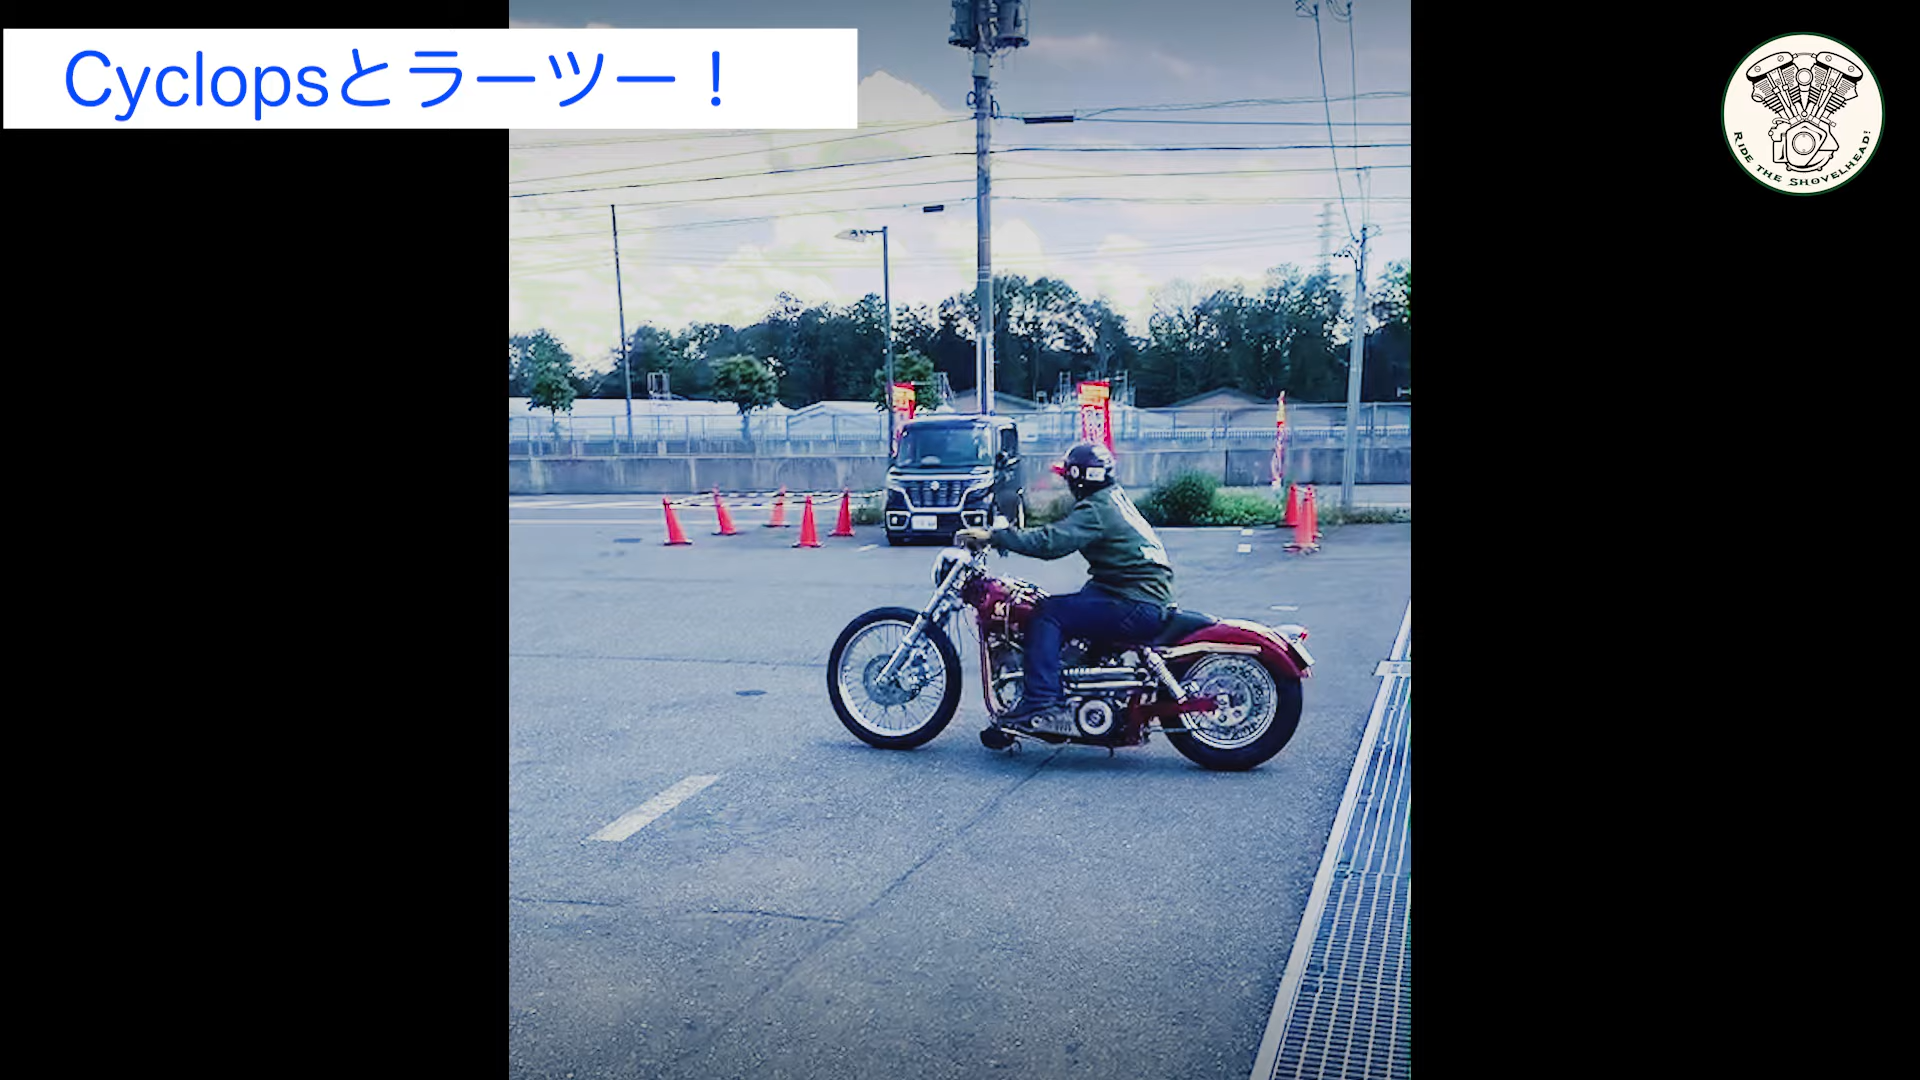 Cyclopsとラーツー！
RIDE THE SHOVELHEAD!